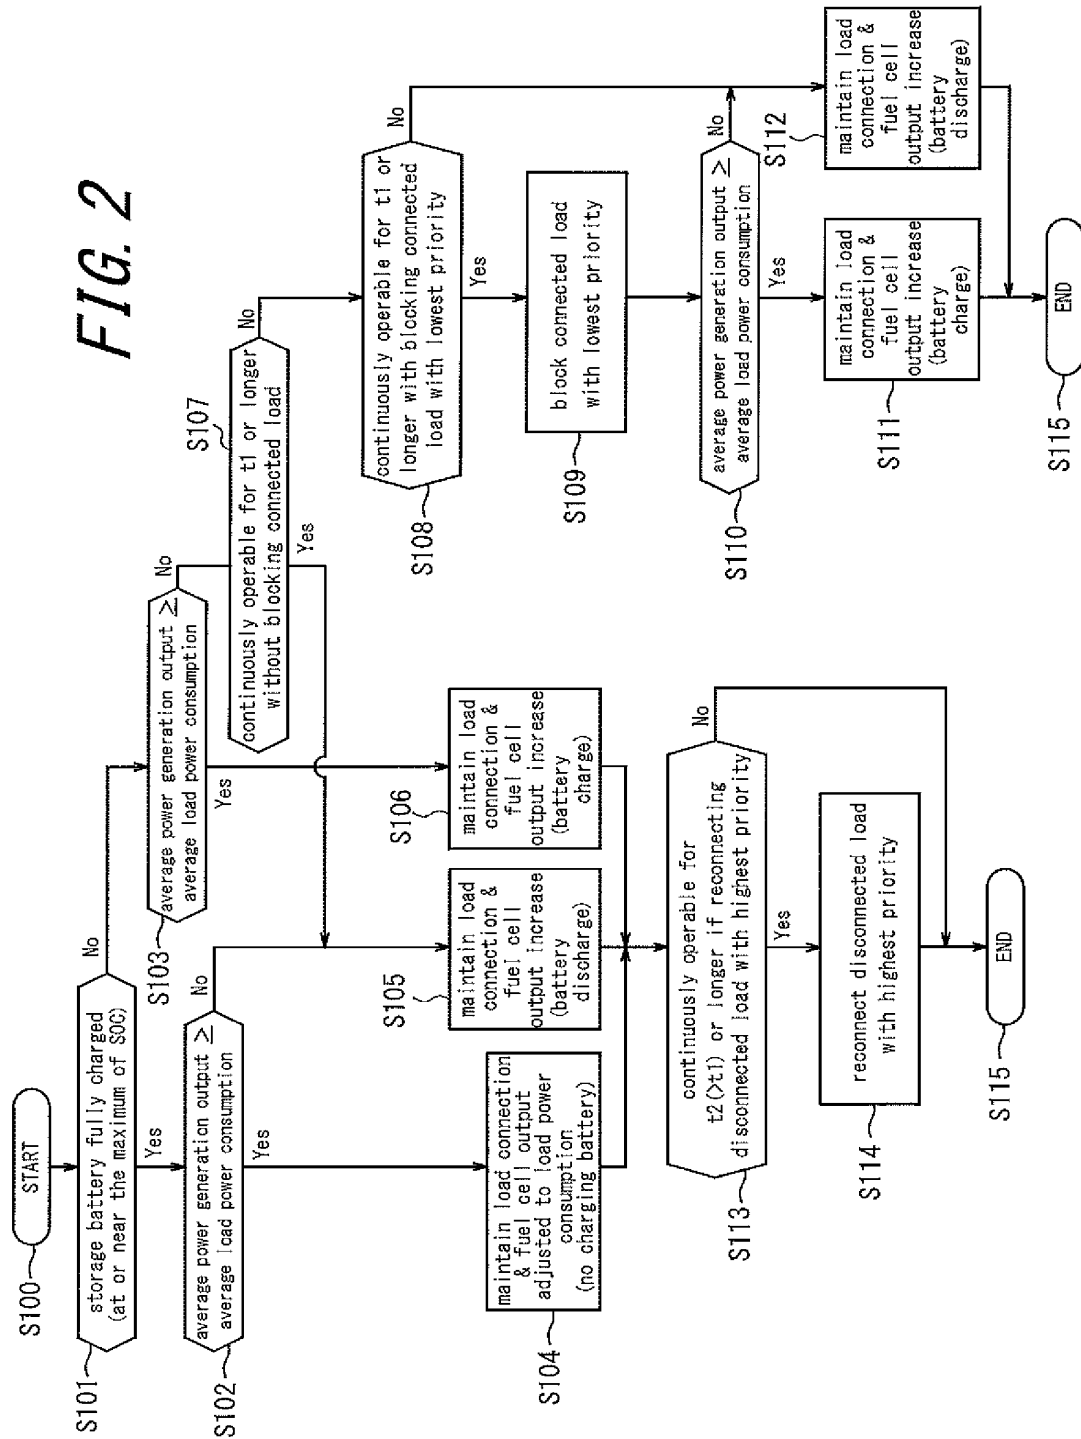 FIG. 2
START
S100
storage battery fully charged
(at or near the maximum of SOC)
S101
No
Yes
average power generation output ≥
average load power consumption
S102
No
Yes
average power generation output ≥
average load power consumption
S103
No
Yes
maintain load connection
& fuel cell output
adjusted to load power
consumption
(no charging battery)
S104
maintain load
connection &
fuel cell
output increase
(battery
discharge)
S105
maintain load
connection &
fuel cell
output increase
(battery
charge)
S106
continuously operable for t1 or longer
without blocking connected load
S107
No
Yes
continuously operable for t1 or
longer with blocking connected
load with lowest priority
S108
No
Yes
block connected load
with lowest priority
S109
average power generation output ≥
average load power consumption
S110
No
Yes
maintain load
connection &
fuel cell
output increase
(battery
charge)
S111
maintain load
connection &
fuel cell
output increase
(battery
discharge)
S112
END
S115
continuously operable for
t2(>t1) or longer if reconnecting
disconnected load with highest priority
S113
No
Yes
reconnect disconnected load
with highest priority
S114
END
S115